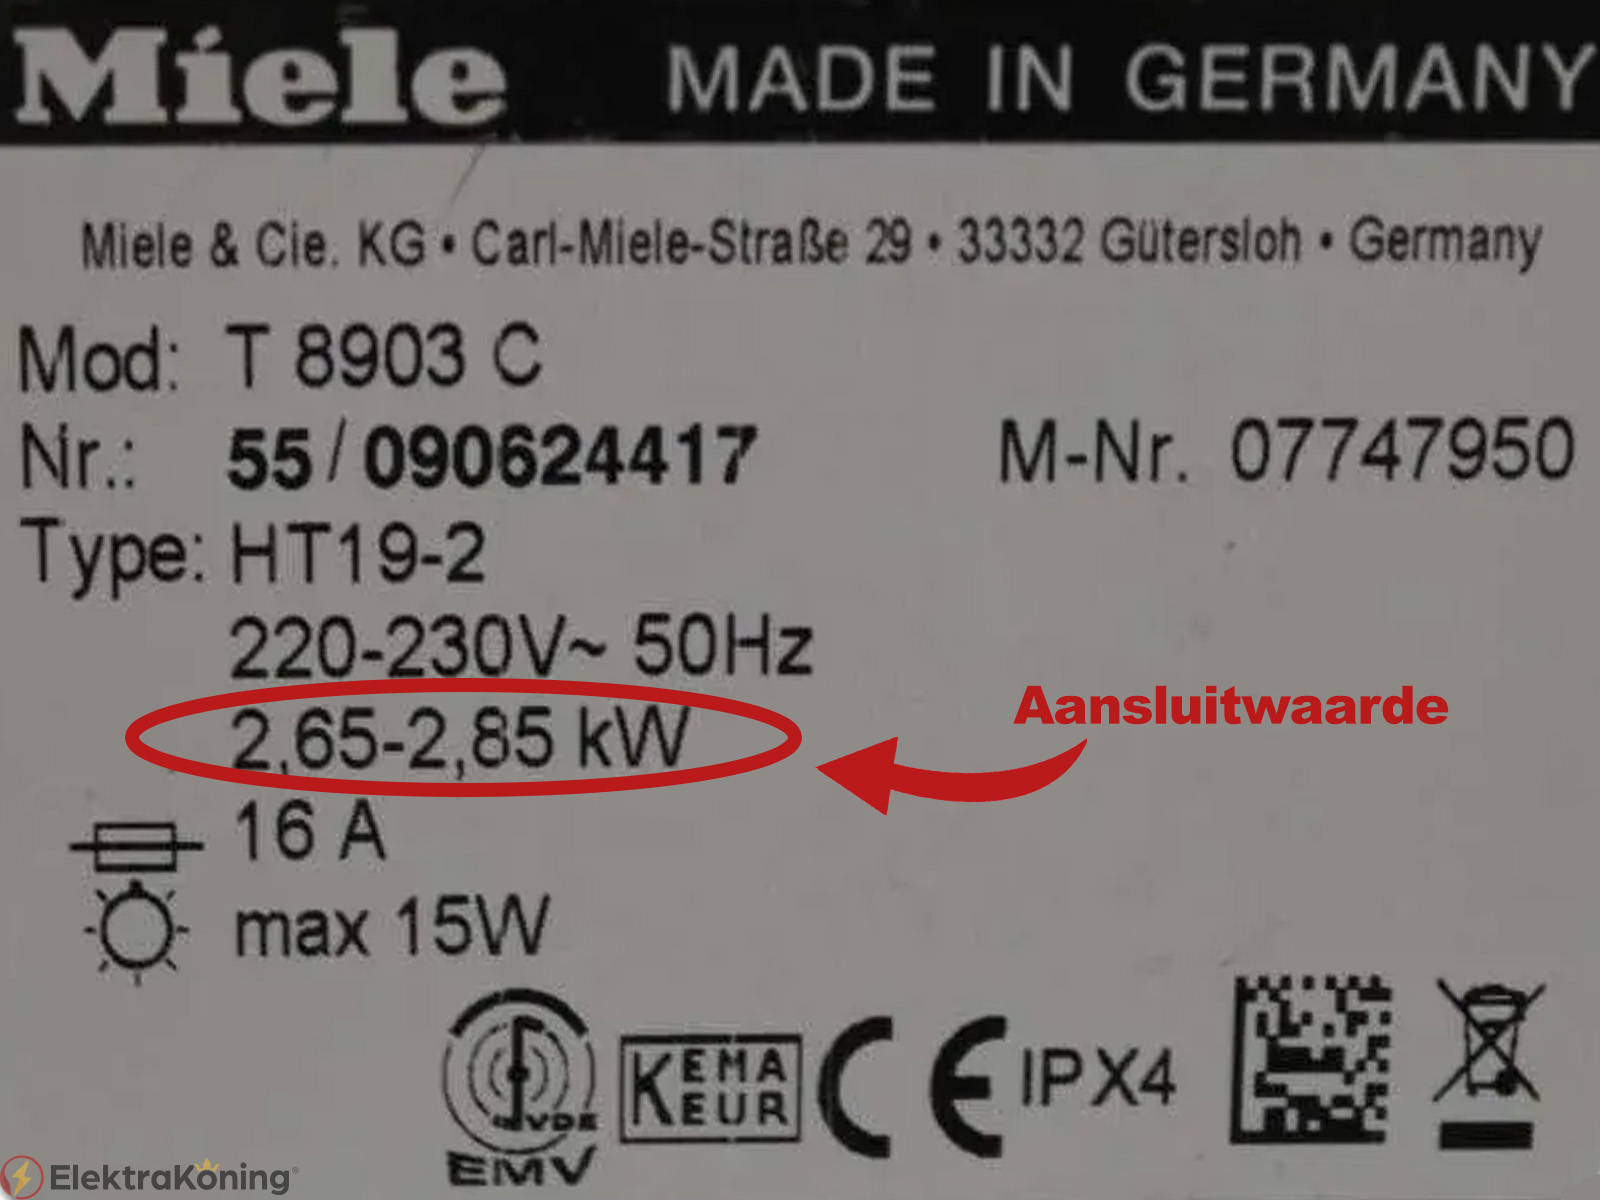 Miele MADE IN GERMANY
Miele & Cie. KG • Carl-Miele-Straße 29 • 33332 Gütersloh • Germany
Mod: T 8903 C
Nr.: 55/090624417 M-Nr. 07747950
Type: HT19-2
220-230V~ 50Hz
2,65-2,85 kW
Aansluitwaarde
16 A
max 15W
VDE
EMV
KEMA
KEUR
CE
IPX4
ElektraKoning®